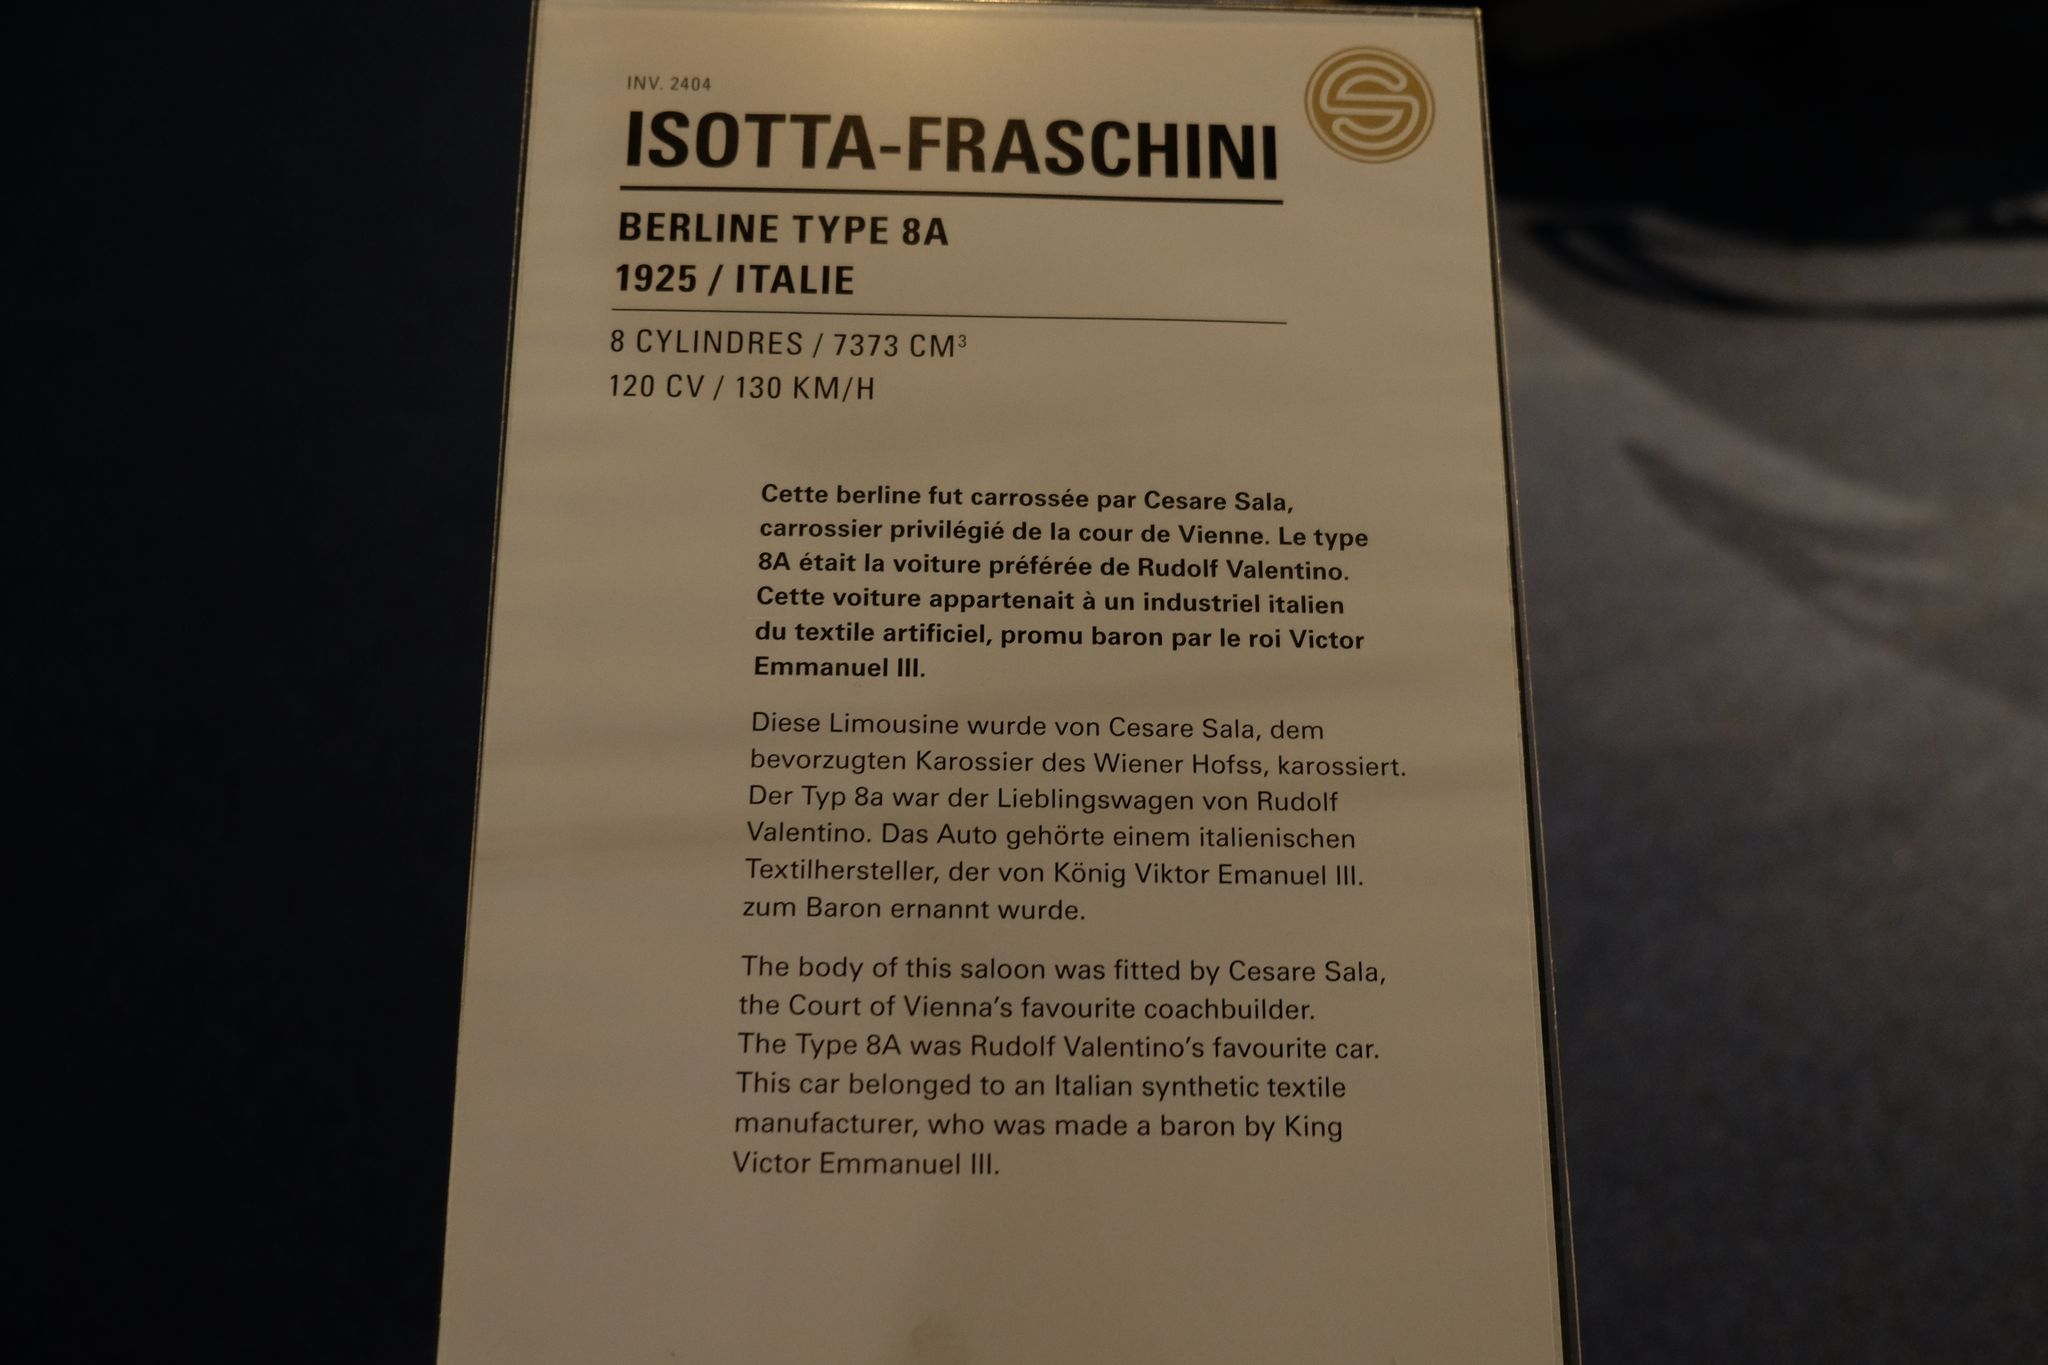 INV. 2404
ISOTTA-FRASCHINI
BERLINE TYPE 8A
1925 / ITALIE
8 CYLINDRES / 7373 CM³
120 CV / 130 KM/H
Cette berline fut carrossée par Cesare Sala,
carrossier privilégié de la cour de Vienne. Le type
8A était la voiture préférée de Rudolf Valentino.
Cette voiture appartenait à un industriel italien
du textile artificiel, promu baron par le roi Victor
Emmanuel III.
Diese Limousine wurde von Cesare Sala, dem
bevorzugten Karossier des Wiener Hofss, karossiert.
Der Typ 8a war der Lieblingswagen von Rudolf
Valentino. Das Auto gehörte einem italienischen
Textilhersteller, der von König Viktor Emanuel III.
zum Baron ernannt wurde.
The body of this saloon was fitted by Cesare Sala,
the Court of Vienna’s favourite coachbuilder.
The Type 8A was Rudolf Valentino’s favourite car.
This car belonged to an Italian synthetic textile
manufacturer, who was made a baron by King
Victor Emmanuel III.